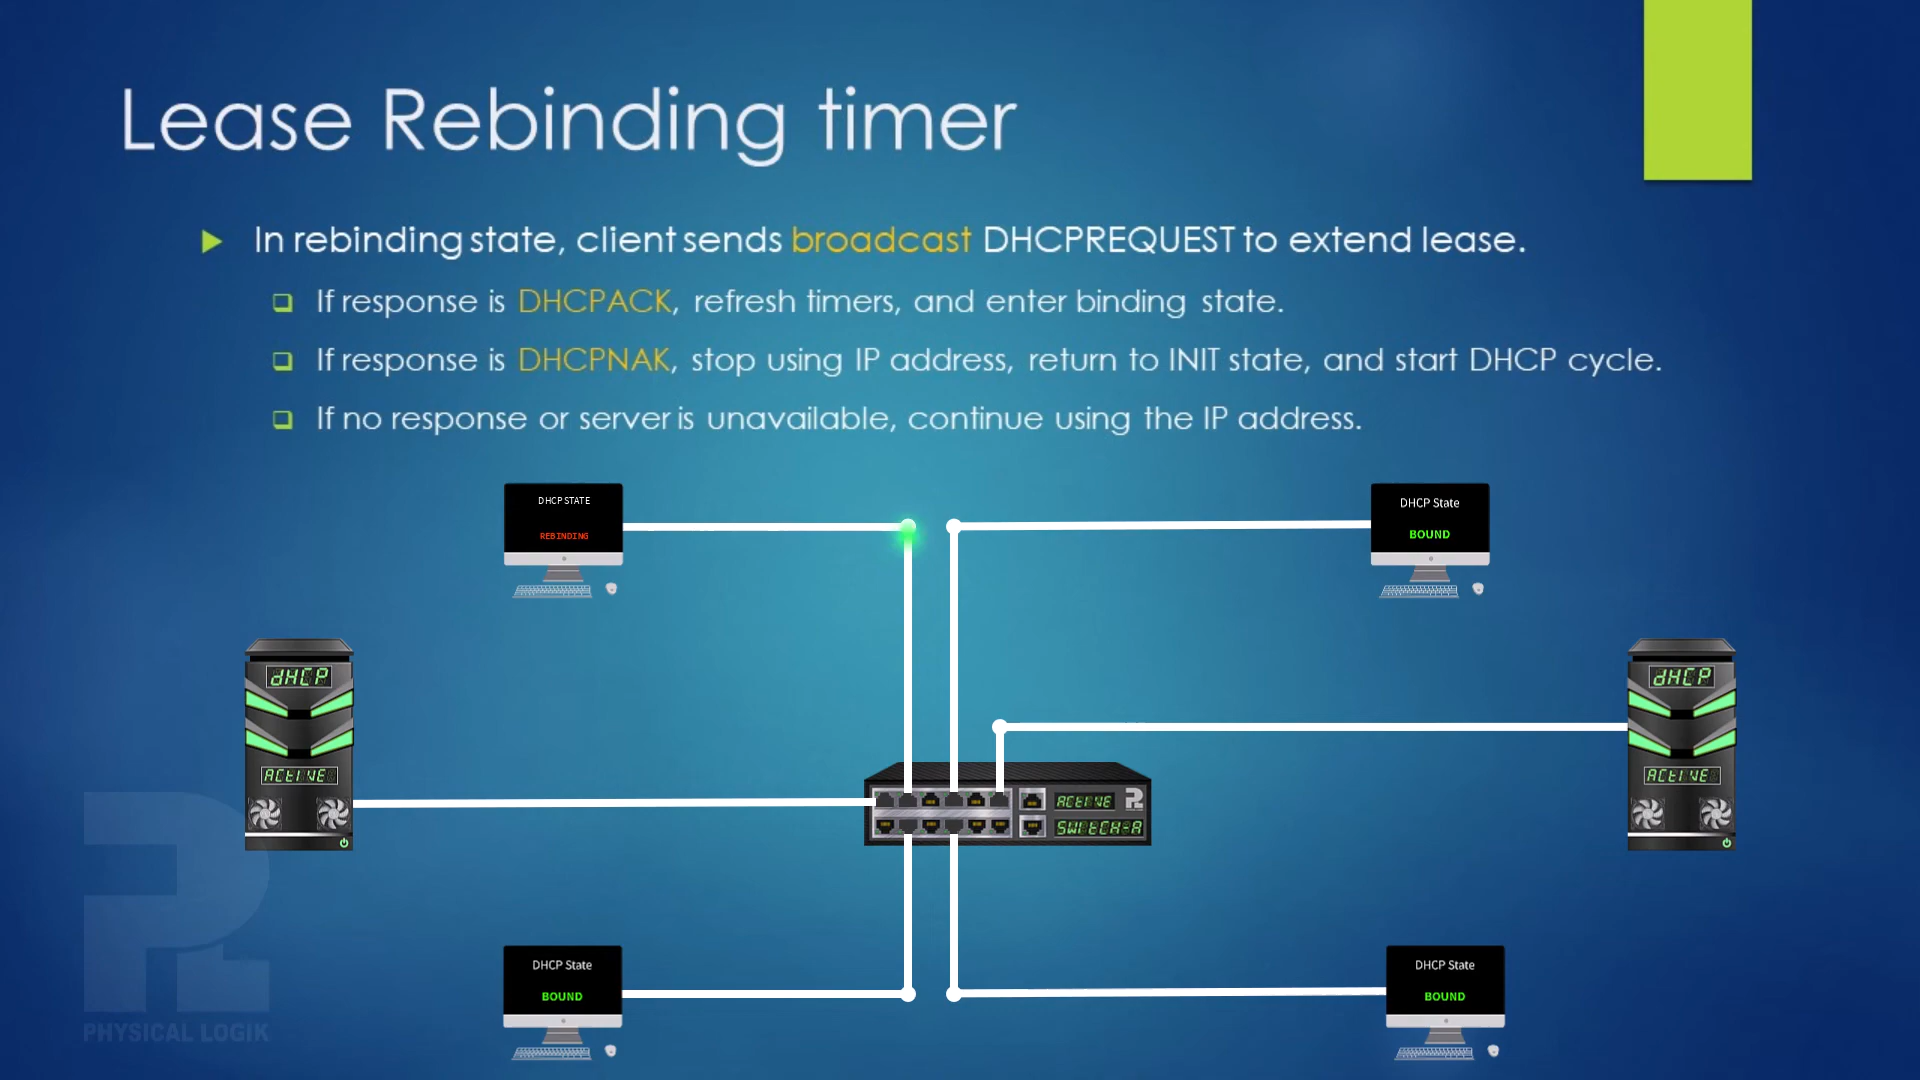 Lease Rebinding timer
In rebinding state, client sends broadcast DHCPREQUEST to extend lease.
If response is DHCPACK, refresh timers, and enter binding state.
If response is DHCPNAK, stop using IP address, return to INIT state, and start DHCP cycle.
If no response or server is unavailable, continue using the IP address.
DHCP STATE
REBINDING
DHCP State
BOUND
dHCP
ACtIVE
dHCP
ACtIVE
ACtIVE
SWItCH-A
DHCP State
BOUND
DHCP State
BOUND
PHYSICAL LOGIK